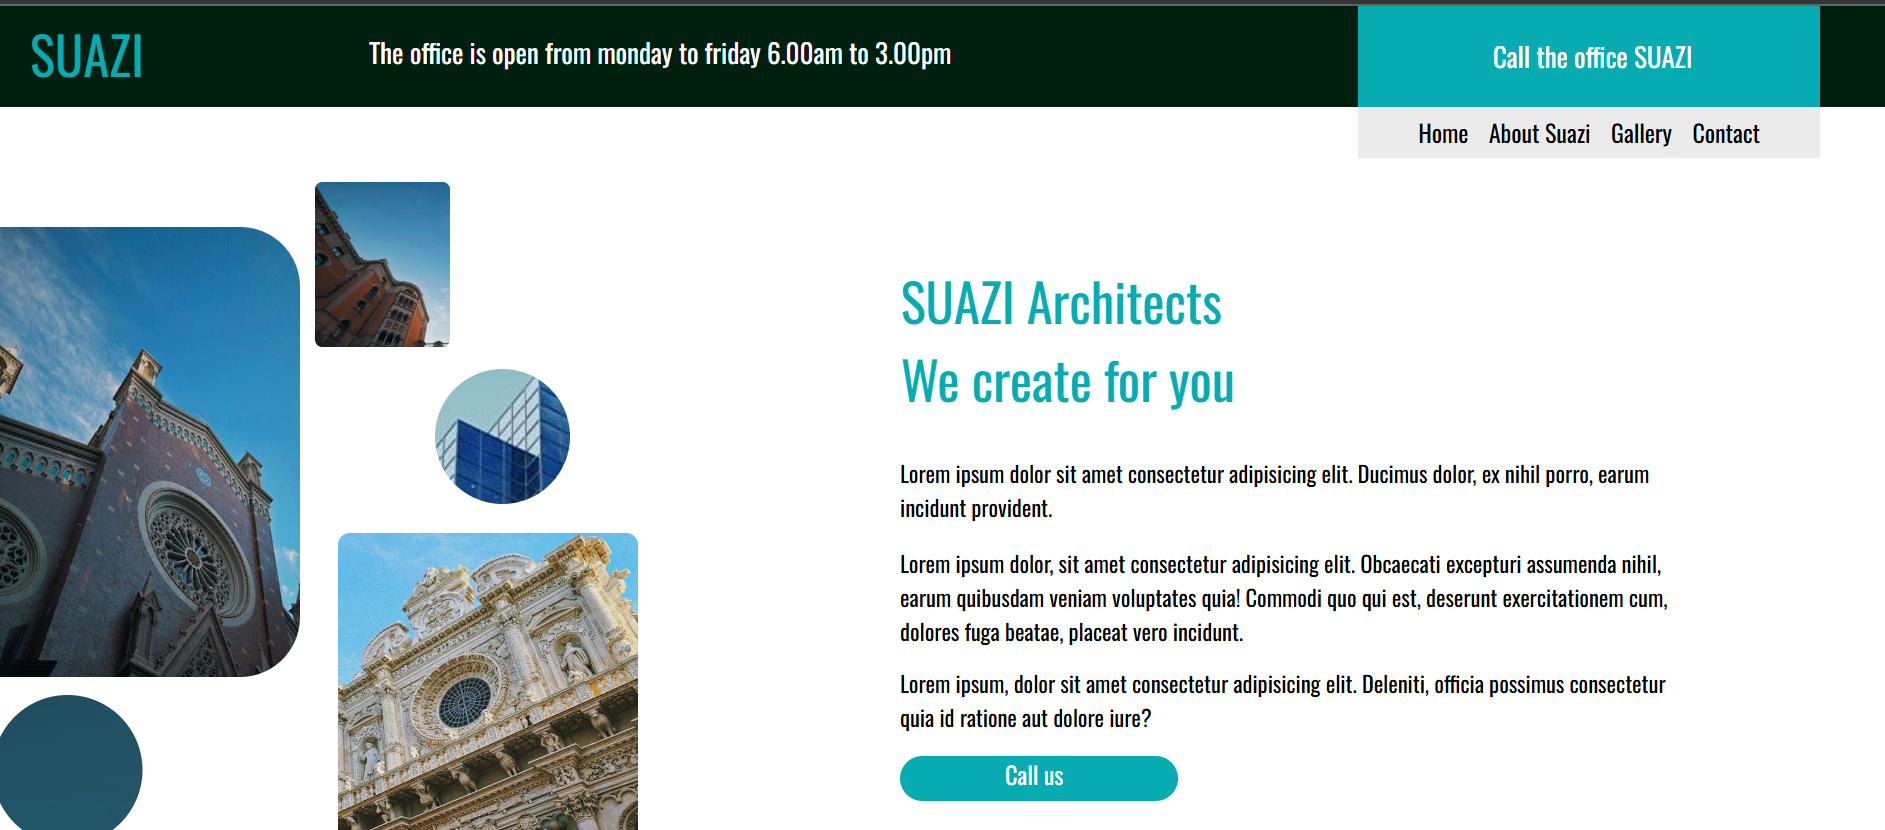 SUAZI
The office is open from monday to friday 6.00am to 3.00pm
Call the office SUAZI
Home About Suazi Gallery Contact
SUAZI Architects
We create for you
Lorem ipsum dolor sit amet consectetur adipisicing elit. Ducimus dolor, ex nihil porro, earum
incidunt provident.
Lorem ipsum dolor, sit amet consectetur adipisicing elit. Obcaecati excepturi assumenda nihil,
earum quibusdam veniam voluptates quia! Commodi quo qui est, deserunt exercitationem cum,
dolores fuga beatae, placeat vero incidunt.
Lorem ipsum, dolor sit amet consectetur adipisicing elit. Deleniti, officia possimus consectetur
quia id ratione aut dolore iure?
Call us